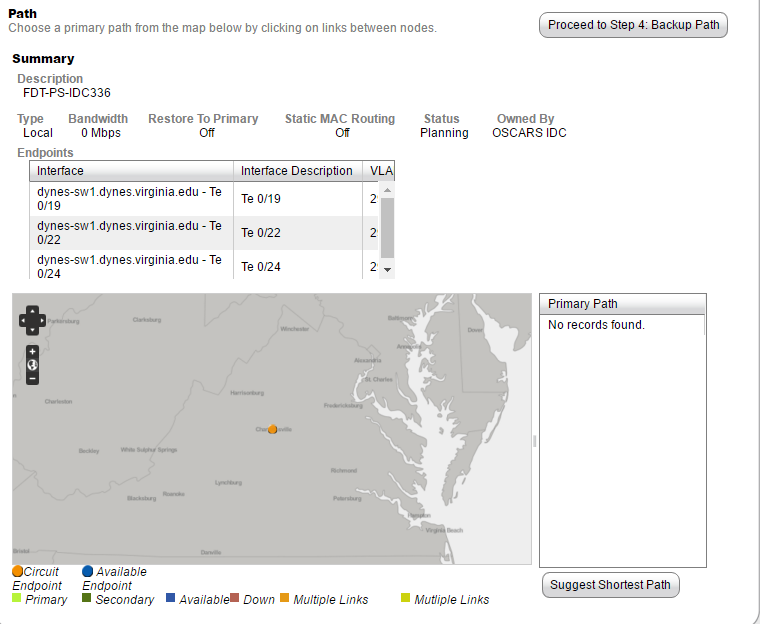 Path
Choose a primary path from the map below by clicking on links between nodes.
Proceed to Step 4: Backup Path
Summary
Description
FDT-PS-IDC336
Type Bandwidth Restore To Primary Static MAC Routing Status Owned By
Local 0 Mbps Off Off Planning OSCARS IDC
Endpoints
Interface Interface Description VLA
dynes-sw1.dynes.virginia.edu - Te
0/19 Te 0/19 2
dynes-sw1.dynes.virginia.edu - Te
0/22 Te 0/22 2
dynes-sw1.dynes.virginia.edu - Te
0/24 Te 0/24 2
Primary Path
No records found.
Parkersburg
Clarksburg
Winchester
Baltimore
Dover
Annapolis
Alexandria
St. Charles
Harrisonburg
Charleston
Fredericksburg
Beckley
White Sulphur Springs
Lynchburg
Richmond
Blacksburg
Roanoke
Petersburg
Hampton
Virginia Beach
Bristol
Danville
Circuit Endpoint
Available Endpoint
Primary Secondary Available Down Multiple Links Mutliple Links
Suggest Shortest Path